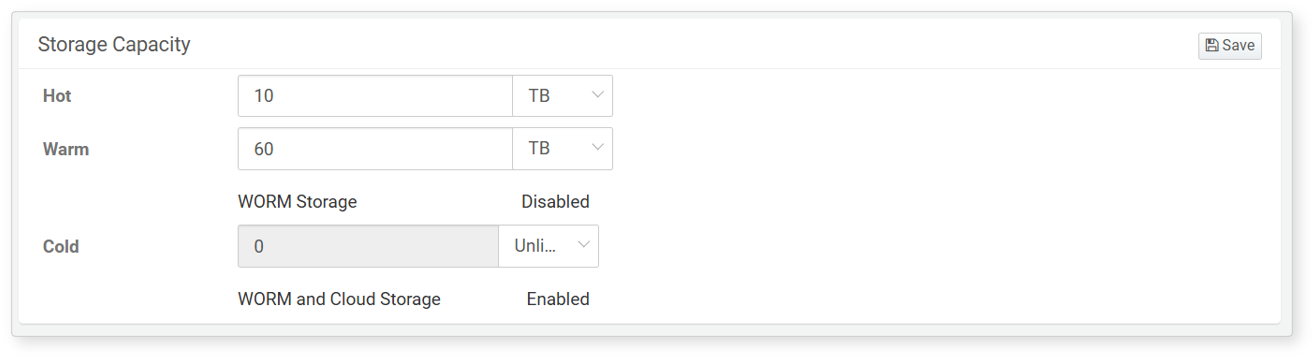 Storage Capacity
Save
Hot 10 TB
Warm 60 TB
WORM Storage Disabled
Cold 0 Unli...
WORM and Cloud Storage Enabled